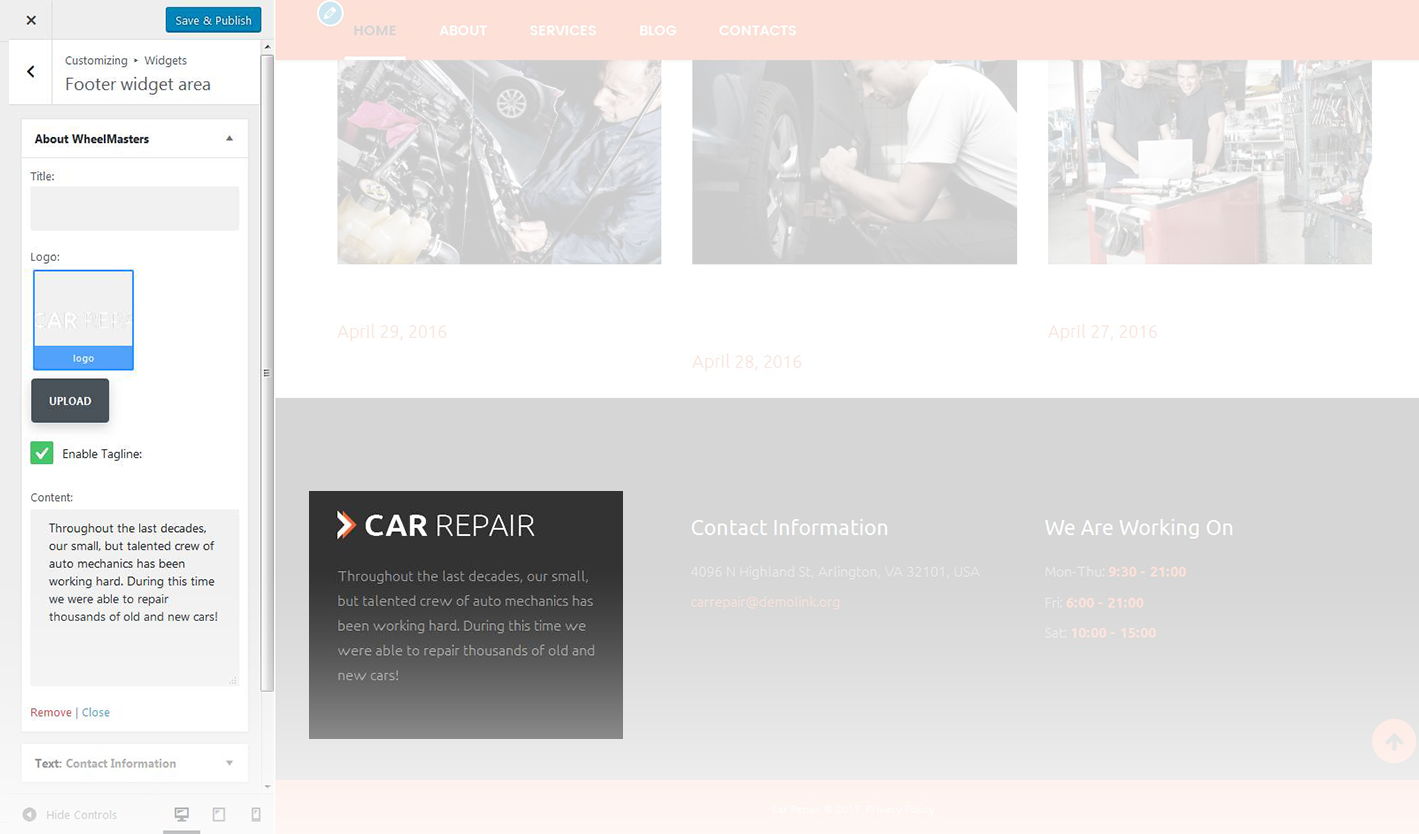 Save & Publish
Customizing ▸ Widgets
Footer widget area
About WheelMasters
Title:
Logo:
CAR REPA
logo
UPLOAD
Enable Tagline:
Content:
Throughout the last decades,
our small, but talented crew of
auto mechanics has been
working hard. During this time
we were able to repair
thousands of old and new cars!
Remove | Close
Text: Contact Information
Hide Controls
HOME ABOUT SERVICES BLOG CONTACTS
April 29, 2016
April 28, 2016
April 27, 2016
CAR REPAIR
Throughout the last decades, our small,
but talented crew of auto mechanics has
been working hard. During this time we
were able to repair thousands of old and
new cars!
Contact Information
4096 N Highland St, Arlington, VA 32101, USA
carrepair@demolink.org
We Are Working On
Mon-Thu: 9:30 - 21:00
Fri: 6:00 - 21:00
Sat: 10:00 - 15:00